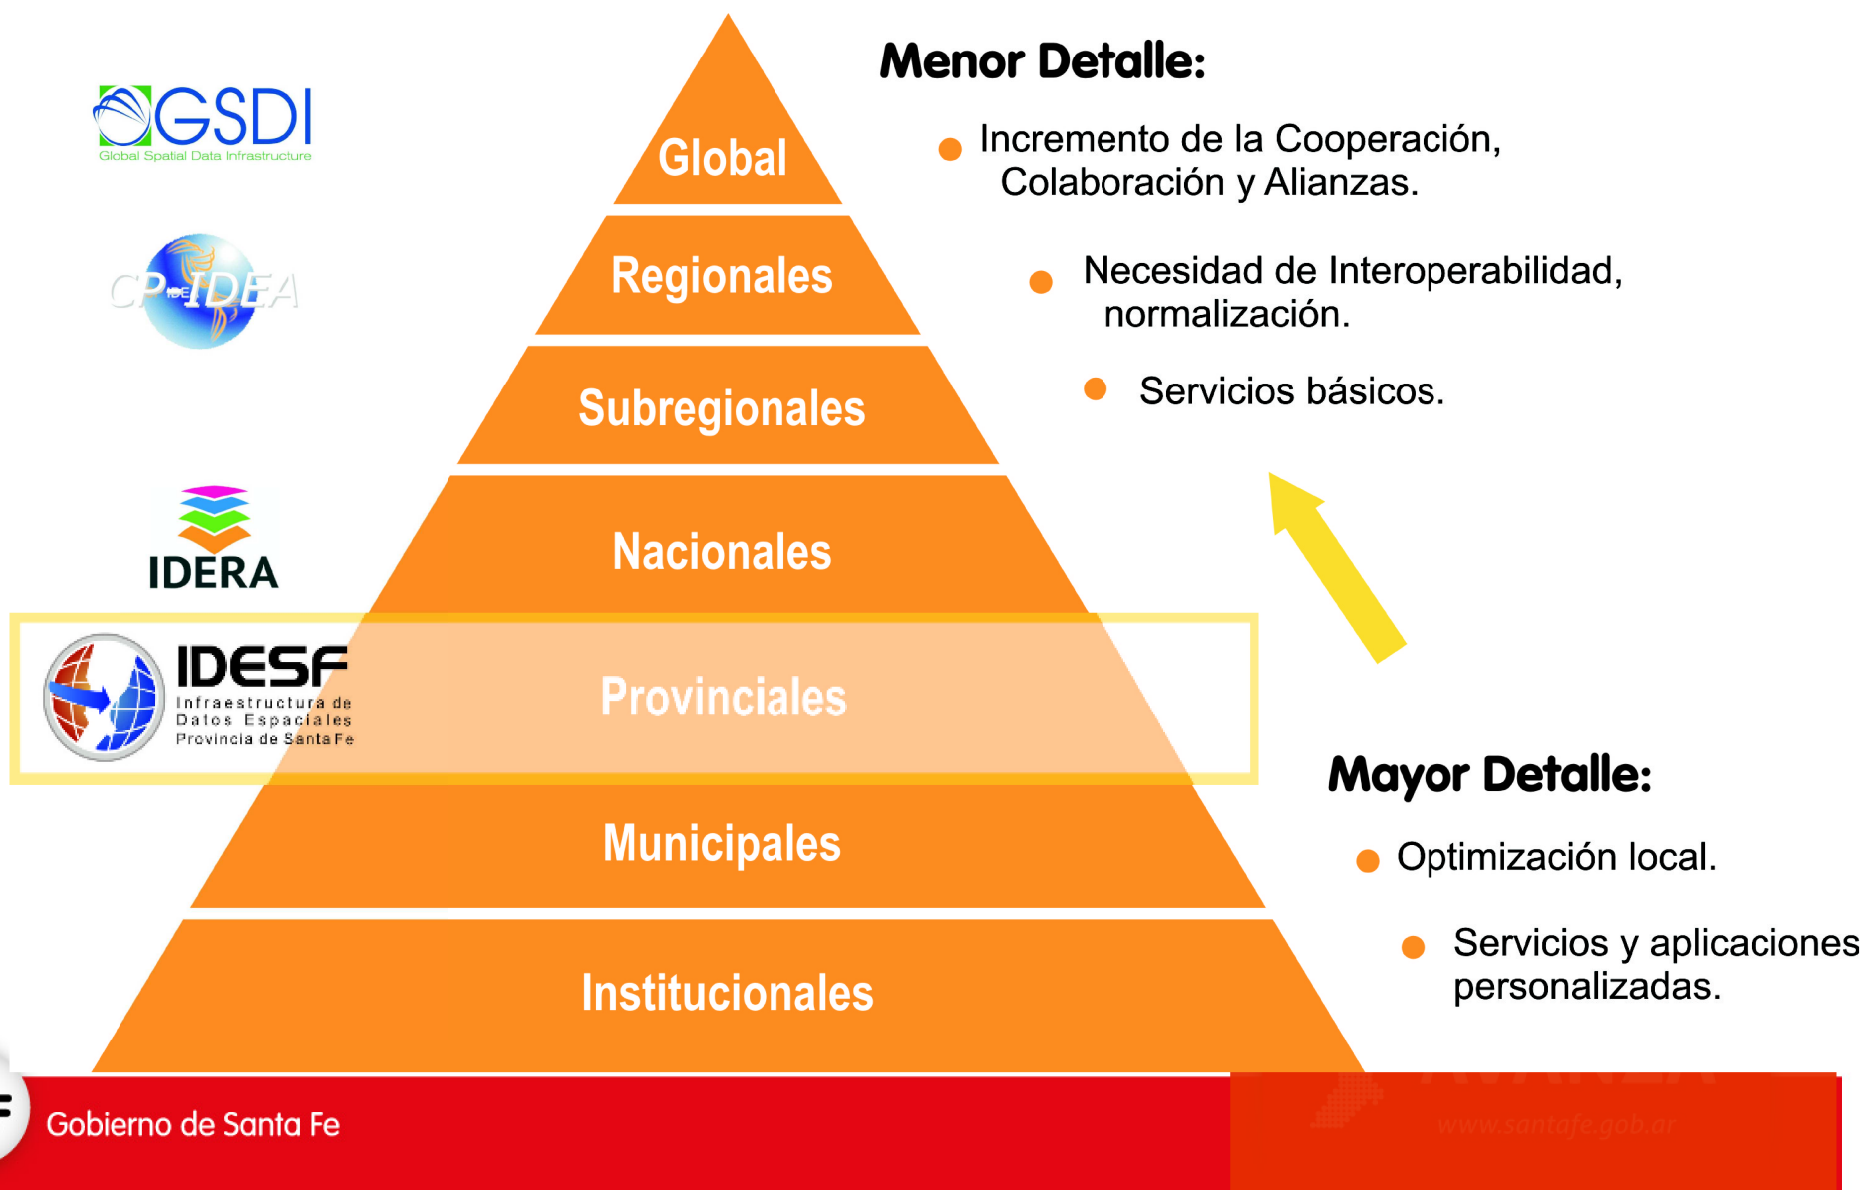 GSDI
Global Spatial Data Infrastructure
CP-IDEA
IDERA
IDESF
Infraestructura de
Datos Espaciales
Provincia de Santa Fe
Global
Regionales
Subregionales
Nacionales
Provinciales
Municipales
Institucionales
Menor Detalle:
Incremento de la Cooperación,
Colaboración y Alianzas.
Necesidad de Interoperabilidad,
normalización.
Servicios básicos.
Mayor Detalle:
Optimización local.
Servicios y aplicaciones
personalizadas.
Gobierno de Santa Fe
www.santafe.gob.ar